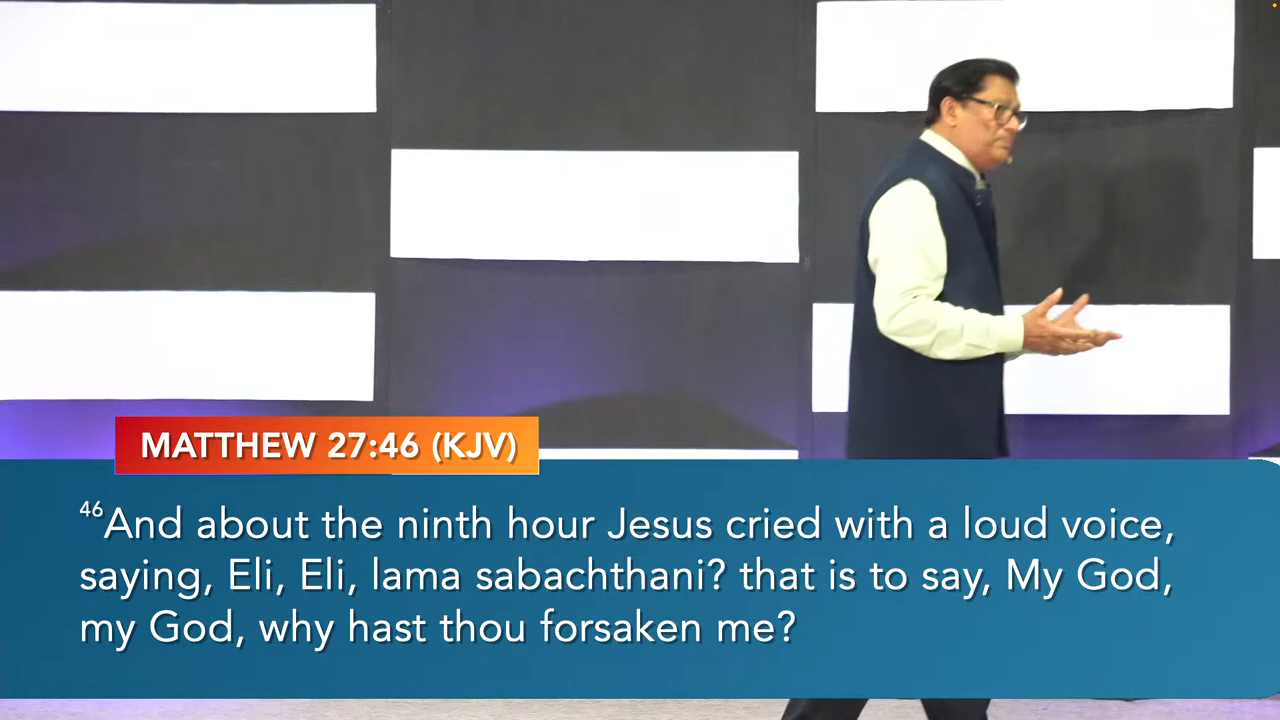 MATTHEW 27:46 (KJV)
46And about the ninth hour Jesus cried with a loud voice,
saying, Eli, Eli, lama sabachthani? that is to say, My God,
my God, why hast thou forsaken me?